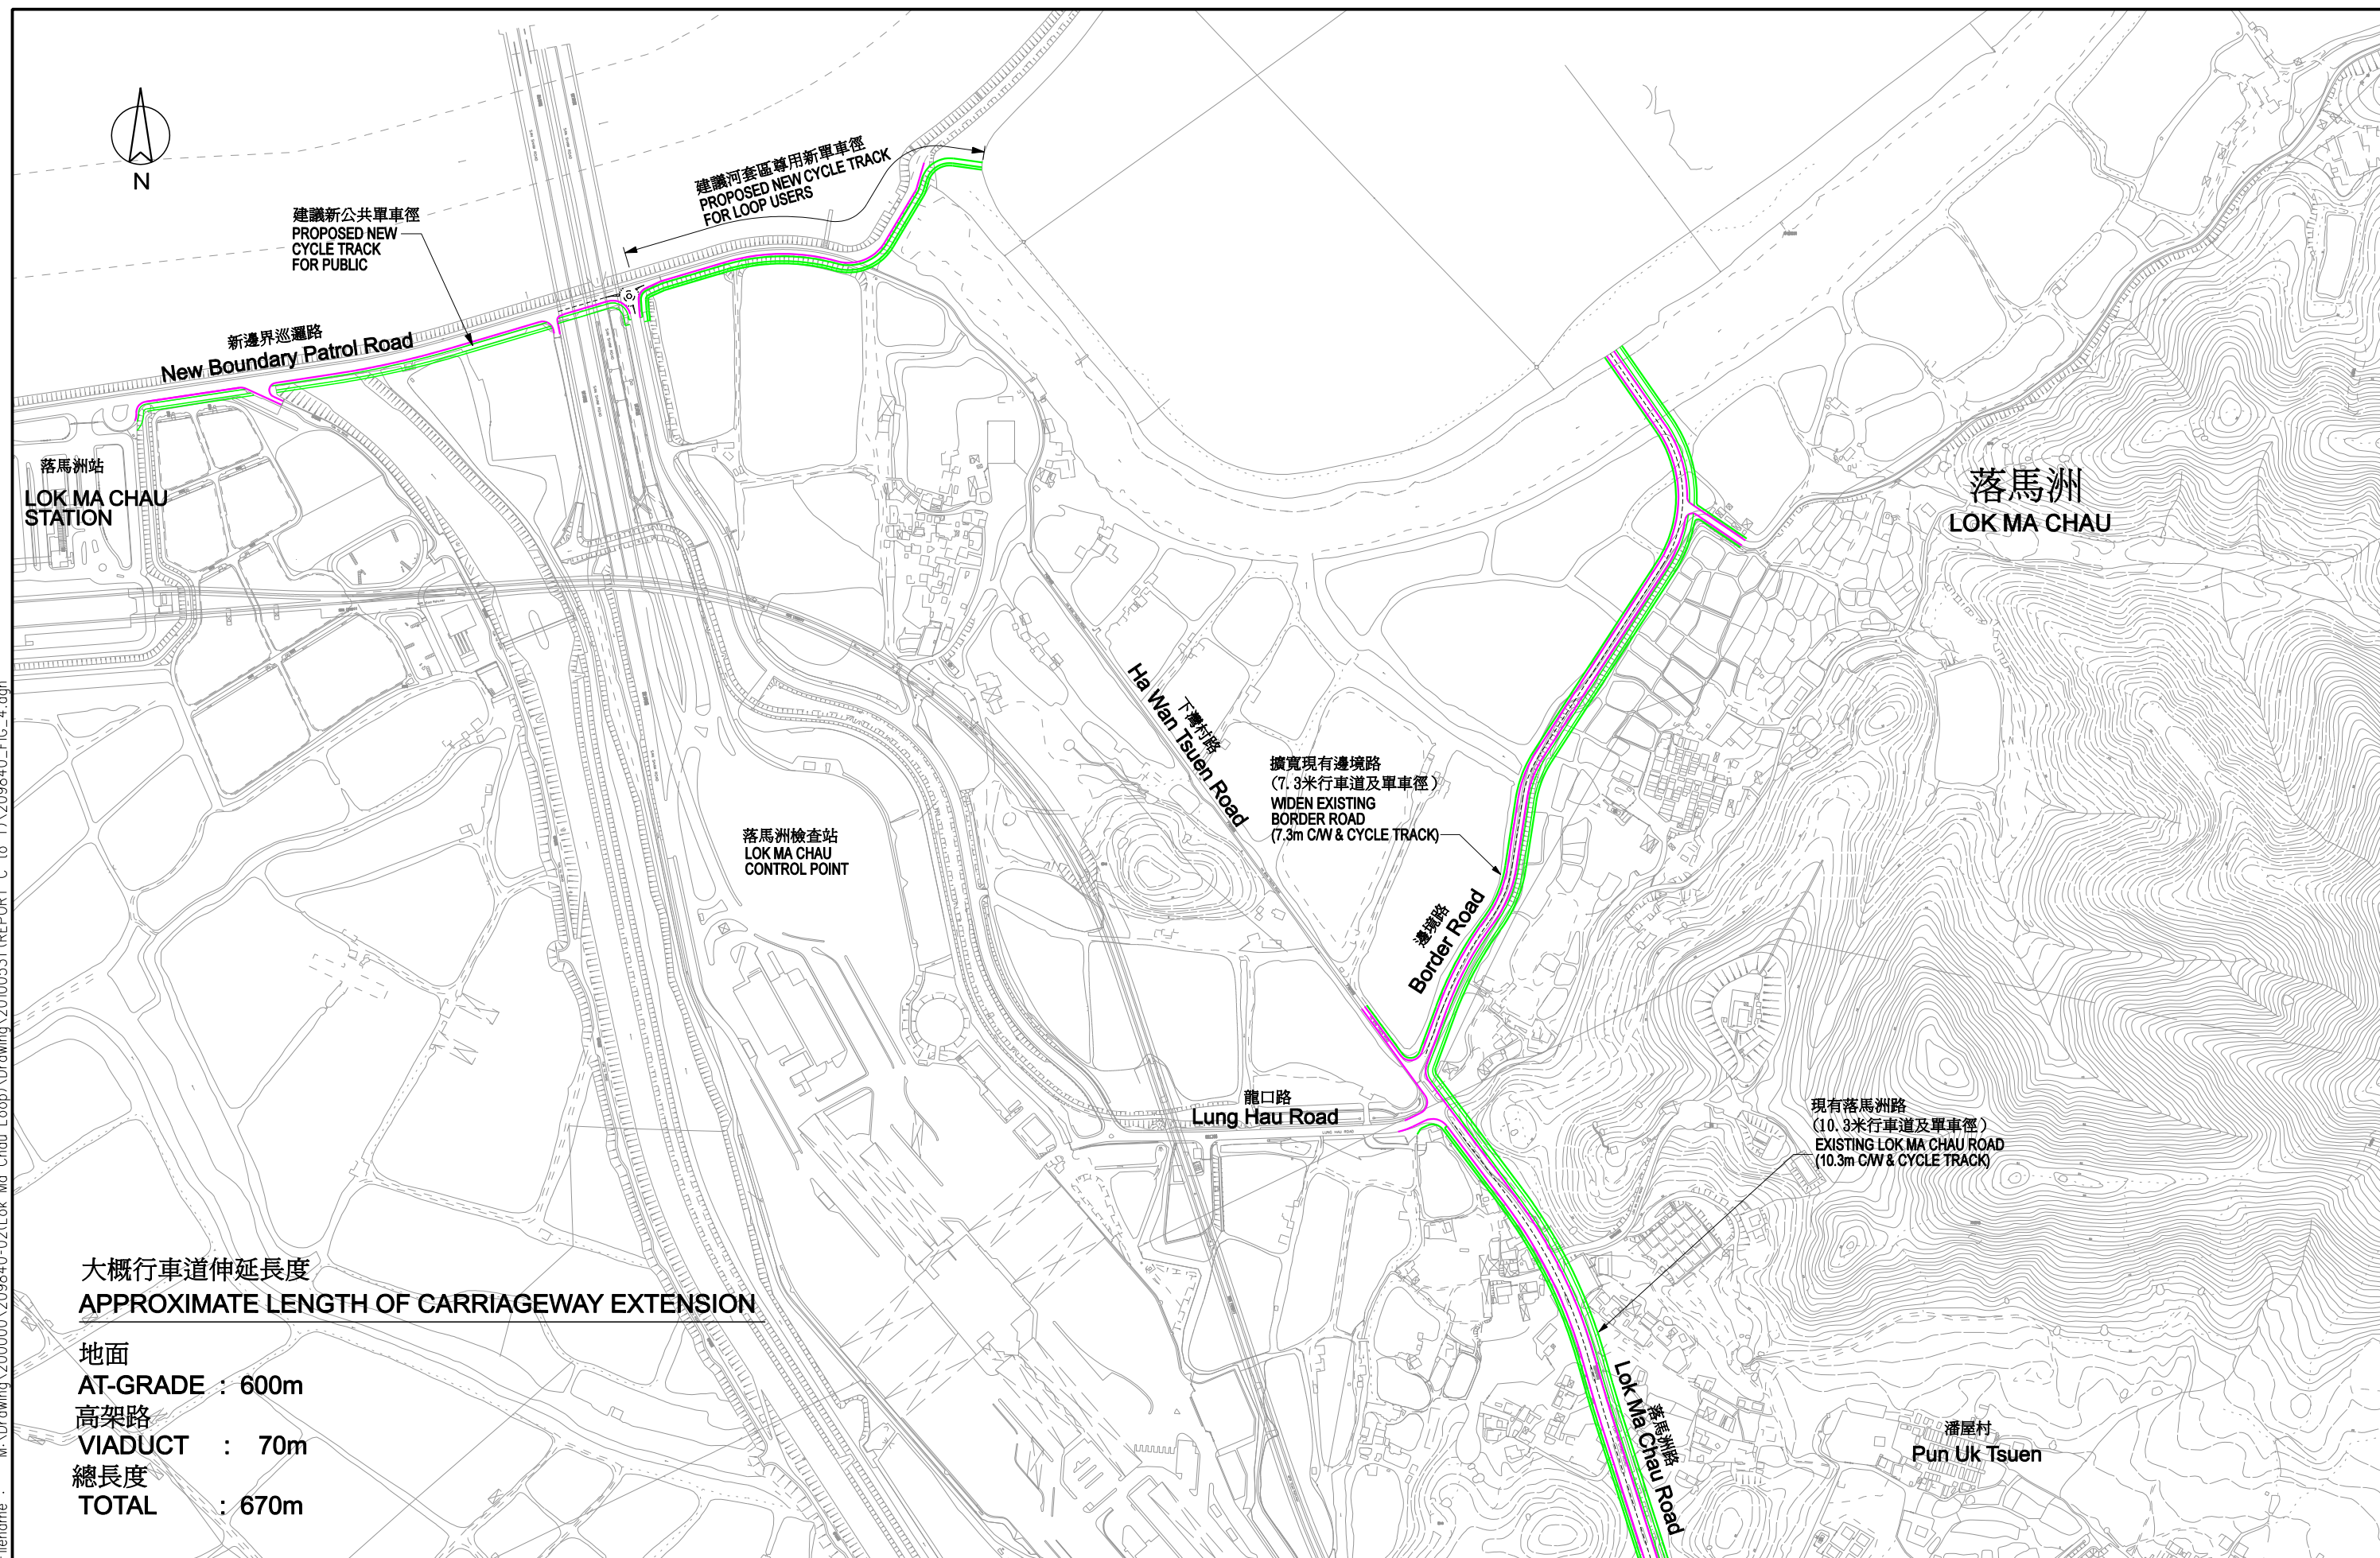 N
建議新公共單車徑
PROPOSED NEW
CYCLE TRACK
FOR PUBLIC
建議河套區尊用新單車徑
PROPOSED NEW CYCLE TRACK
FOR LOOP USERS
新邊界巡邏路
New Boundary Patrol Road
落馬洲站
LOK MA CHAU
STATION
落馬洲
LOK MA CHAU
下灣村路
Ha Wan Tsuen Road
擴寬現有邊境路
(7.3米行車道及單車徑)
WIDEN EXISTING
BORDER ROAD
(7.3m C/W & CYCLE TRACK)
落馬洲檢查站
LOK MA CHAU
CONTROL POINT
邊境路
Border Road
龍口路
Lung Hau Road
LUNG HAU ROAD
現有落馬洲路
(10.3米行車道及單車徑)
EXISTING LOK MA CHAU ROAD
(10.3m C/W & CYCLE TRACK)
落馬洲路
Lok Ma Chau Road
潘屋村
Pun Uk Tsuen
大概行車道伸延長度
APPROXIMATE LENGTH OF CARRIAGEWAY EXTENSION
地面
AT-GRADE : 600m
高架路
VIADUCT : 70m
總長度
TOTAL : 670m